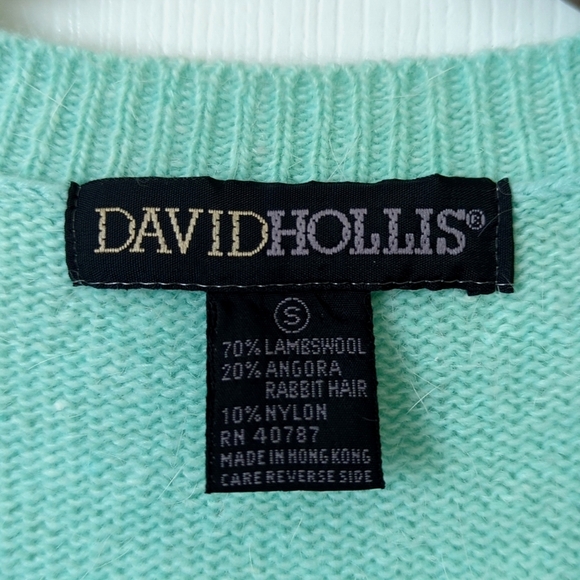 DAVIDHOLLIS®
S
70% LAMBSWOOL
20% ANGORA
RABBIT HAIR
10% NYLON
RN 40787
MADE IN HONG KONG
CARE REVERSE SIDE